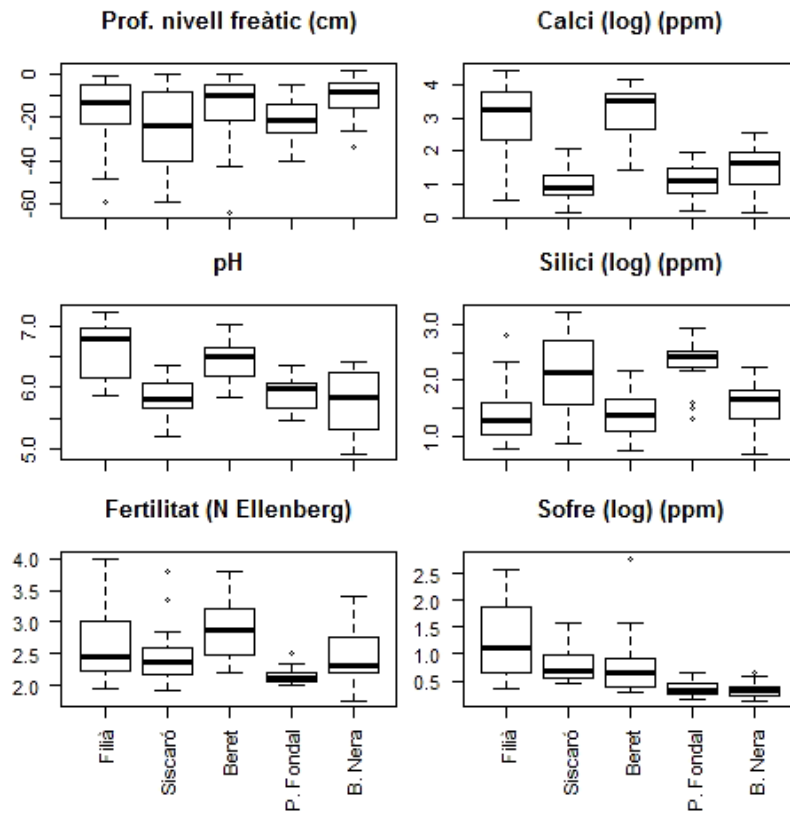 Prof. nivell freàtic (cm)
0
-20
-40
-60
Calci (log) (ppm)
4
3
2
1
0
pH
7.0
6.0
5.0
Silici (log) (ppm)
3.0
2.0
1.0
Fertilitat (N Ellenberg)
4.0
3.5
3.0
2.5
2.0
Filià
Siscaró
Beret
P. Fondal
B. Nera
Sofre (log) (ppm)
2.5
2.0
1.5
1.0
0.5
Filià
Siscaró
Beret
P. Fondal
B. Nera